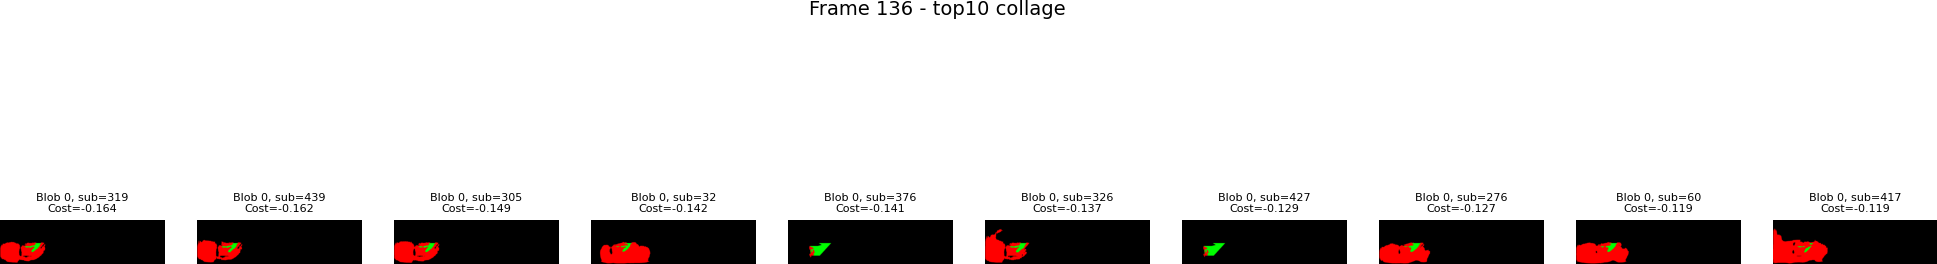 Frame 136 - top10 collage
Blob 0, sub=319
Cost=-0.164
Blob 0, sub=439
Cost=-0.162
Blob 0, sub=305
Cost=-0.149
Blob 0, sub=32
Cost=-0.142
Blob 0, sub=376
Cost=-0.141
Blob 0, sub=326
Cost=-0.137
Blob 0, sub=427
Cost=-0.129
Blob 0, sub=276
Cost=-0.127
Blob 0, sub=60
Cost=-0.119
Blob 0, sub=417
Cost=-0.119